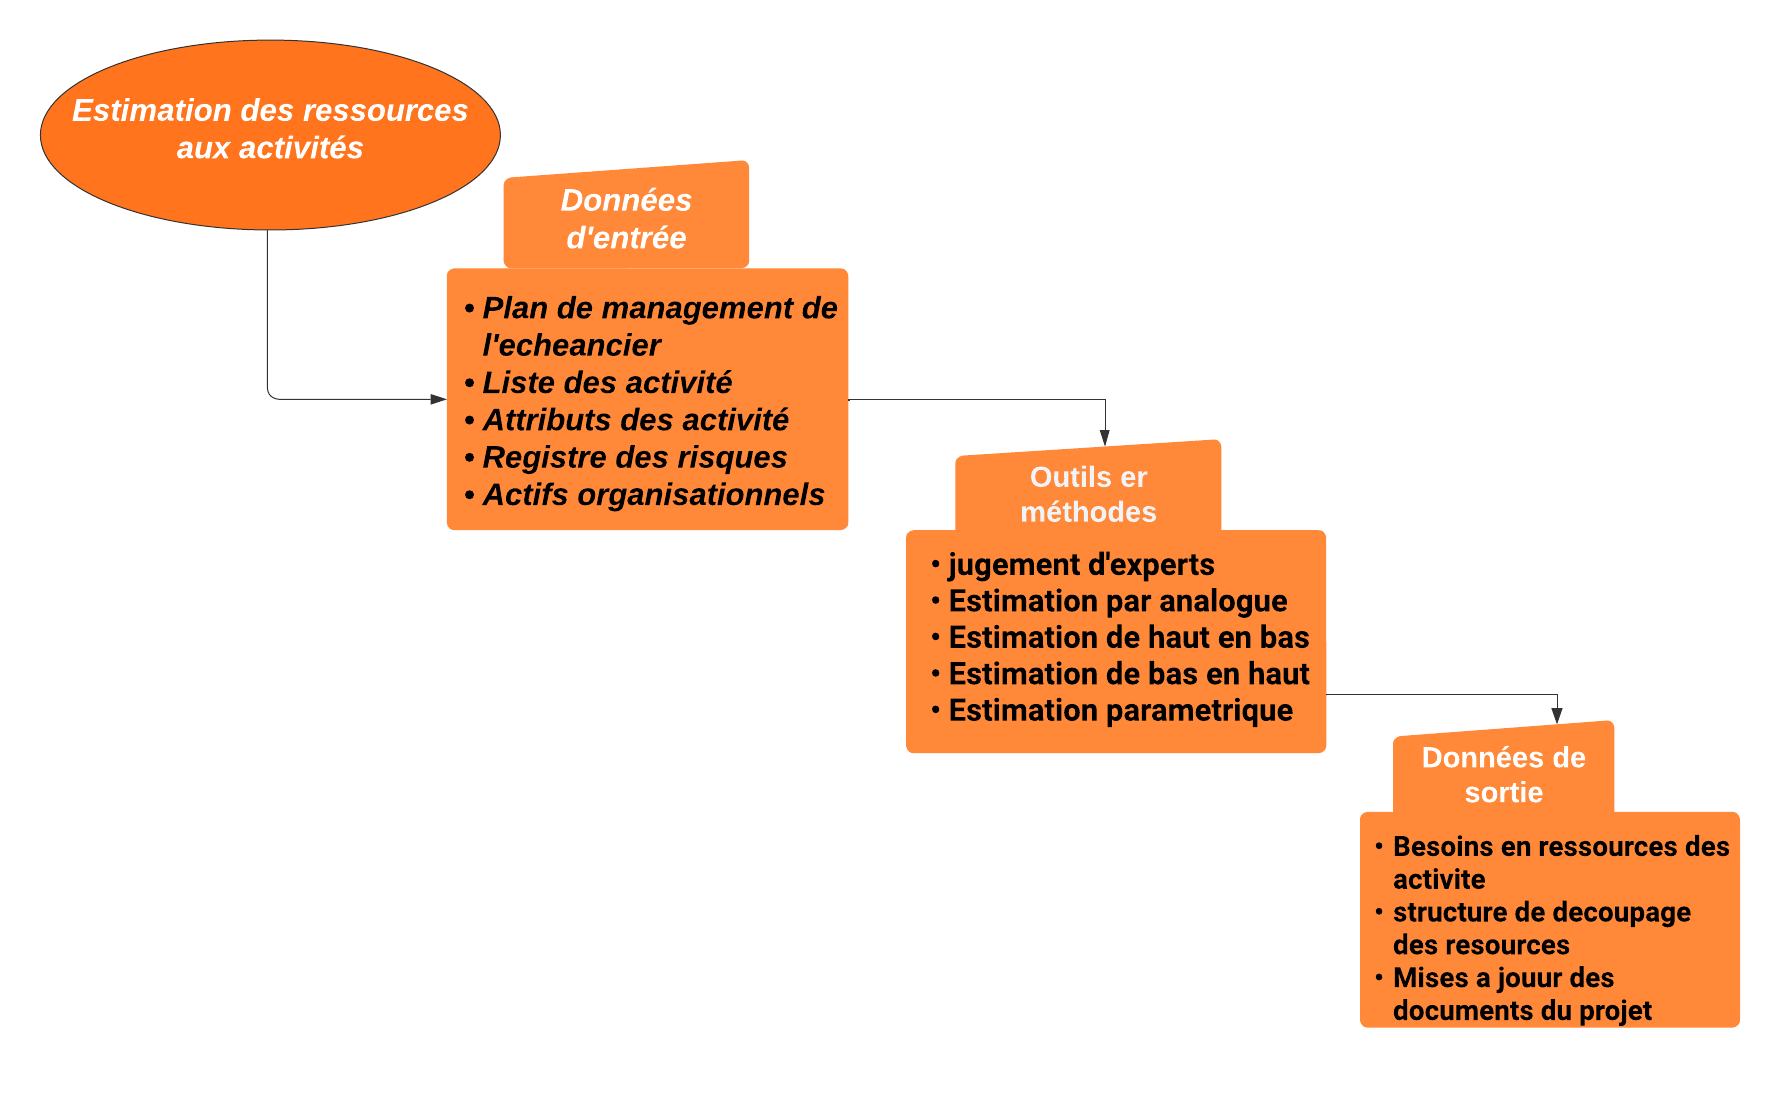 Estimation des ressources
aux activités
Données
d'entrée
• Plan de management de
l'echeancier
• Liste des activité
• Attributs des activité
• Registre des risques
• Actifs organisationnels
Outils er
méthodes
• jugement d'experts
• Estimation par analogue
• Estimation de haut en bas
• Estimation de bas en haut
• Estimation parametrique
Données de
sortie
• Besoins en ressources des
activite
• structure de decoupage
des resources
• Mises a jouur des
documents du projet